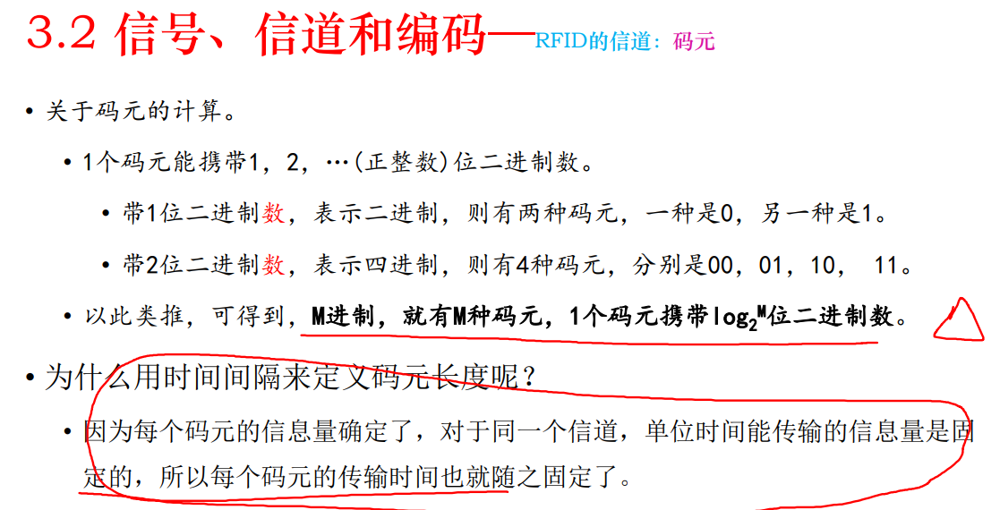 3.2 信号、信道和编码—RFID的信道：码元
• 关于码元的计算。
• 1个码元能携带1，2，…(正整数)位二进制数。
• 带1位二进制数，表示二进制，则有两种码元，一种是0，另一种是1。
• 带2位二进制数，表示四进制，则有4种码元，分别是00，01，10， 11。
• 以此类推，可得到，M进制，就有M种码元，1个码元携带log₂ᴹ位二进制数。
• 为什么用时间间隔来定义码元长度呢？
• 因为每个码元的信息量确定了，对于同一个信道，单位时间能传输的信息量是固
定的，所以每个码元的传输时间也就随之固定了。